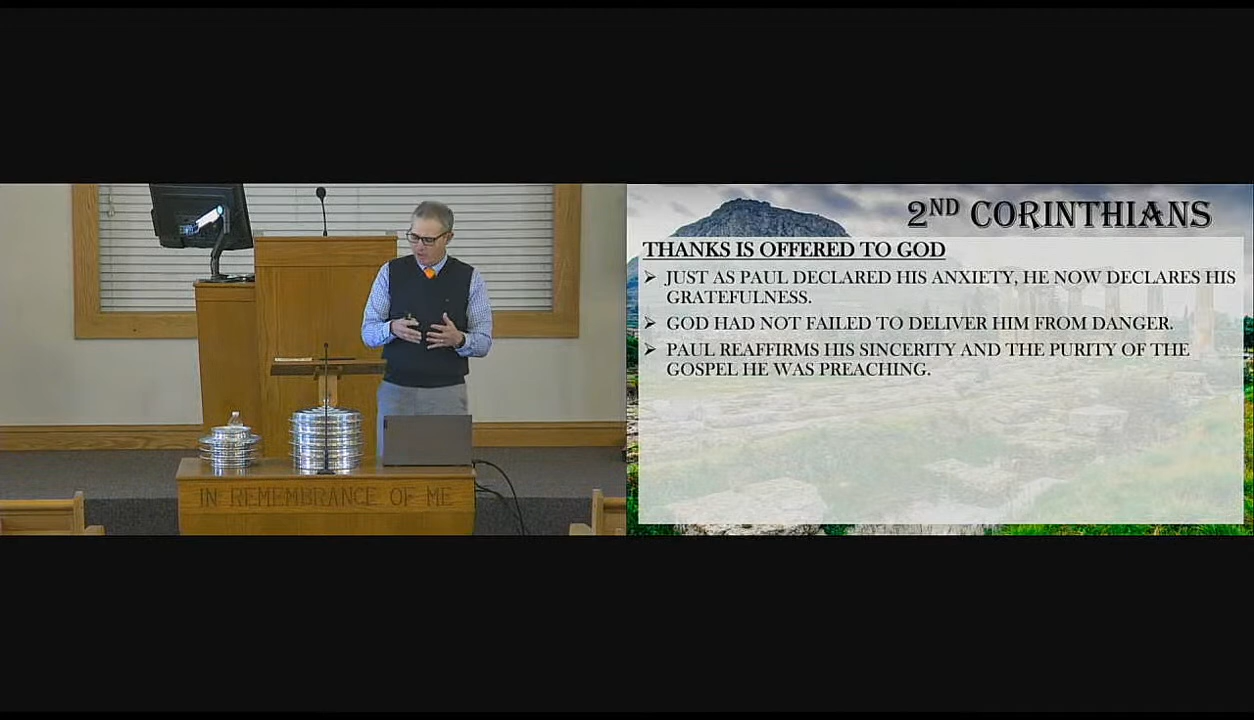 2ND CORINTHIANS
THANKS IS OFFERED TO GOD
➢ JUST AS PAUL DECLARED HIS ANXIETY, HE NOW DECLARES HIS
GRATEFULNESS.
➢ GOD HAD NOT FAILED TO DELIVER HIM FROM DANGER.
➢ PAUL REAFFIRMS HIS SINCERITY AND THE PURITY OF THE
GOSPEL HE WAS PREACHING.
IN REMEMBRANCE OF ME